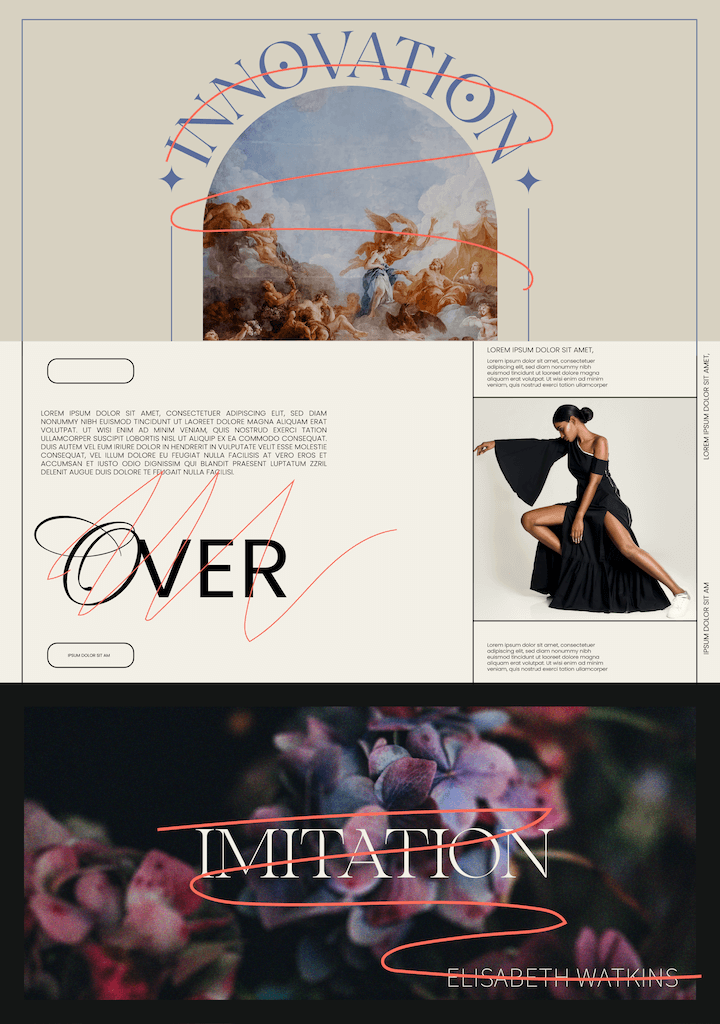 INNOVATION
LOREM IPSUM DOLOR SIT AMET, CONSECTETUER ADIPISCING ELIT, SED DIAM
NONUMMY NIBH EUISMOD TINCIDUNT UT LAOREET DOLORE MAGNA ALIQUAM ERAT
VOLUTPAT. UT WISI ENIM AD MINIM VENIAM, QUIS NOSTRUD EXERCI TATION
ULLAMCORPER SUSCIPIT LOBORTIS NISL UT ALIQUIP EX EA COMMODO CONSEQUAT.
DUIS AUTEM VEL EUM IRIURE DOLOR IN HENDRERIT IN VULPUTATE VELIT ESSE MOLESTIE
CONSEQUAT, VEL ILLUM DOLORE EU FEUGIAT NULLA FACILISIS AT VERO EROS ET
ACCUMSAN ET IUSTO ODIO DIGNISSIM QUI BLANDIT PRAESENT LUPTATUM ZZRIL
DELENIT AUGUE DUIS DOLORE TE FEUGAIT NULLA FACILISI.
OVER
IPSUM DOLOR SIT AM
LOREM IPSUM DOLOR SIT AMET,
Lorem ipsum dolor sit amet, consectetuer
adipiscing elit, sed diam nonummy nibh
euismod tincidunt ut laoreet dolore magna
aliquam erat volutpat. Ut wisi enim ad minim
veniam, quis nostrud exerci tation ullamcorper
Lorem ipsum dolor sit amet, consectetuer
adipiscing elit, sed diam nonummy nibh
euismod tincidunt ut laoreet dolore magna
aliquam erat volutpat. Ut wisi enim ad minim
veniam, quis nostrud exerci tation ullamcorper
LOREM IPSUM DOLOR SIT AMET,
IPSUM DOLOR SIT AM
IMITATION
ELISABETH WATKINS